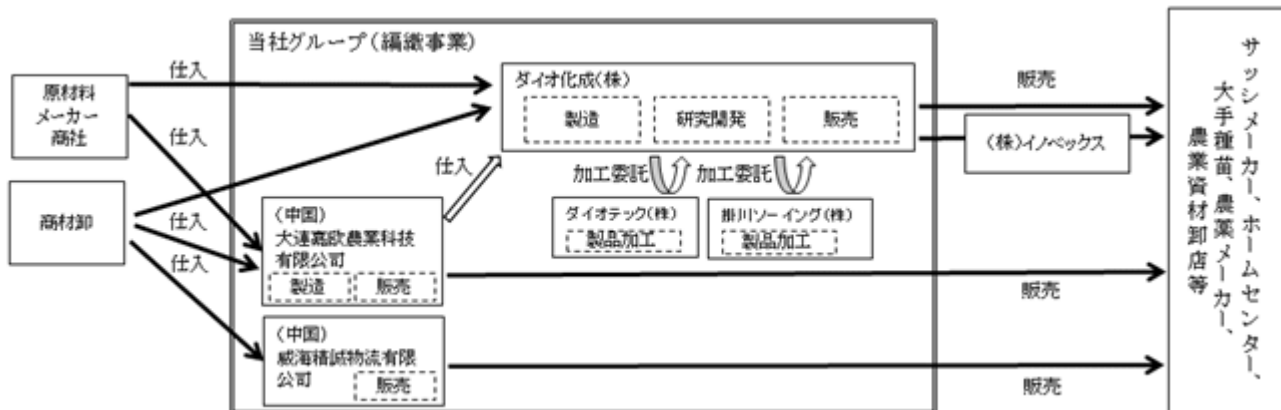 当社グループ(編織事業)
原材料
メーカー
商社
商材卸
仕入
仕入
仕入
仕入
仕入
ダイオ化成(株)
製造
研究開発
販売
加工委託
加工委託
ダイオテック(株)
製品加工
掛川ソーイング(株)
製品加工
(中国)
大連嘉欧農業科技
有限公司
製造
販売
(中国)
威海積誠物流有限
公司
販売
販売
(株)イノベックス
販売
販売
サッシメーカー、ホームセンター、
大手種苗、農薬メーカー、
農業資材卸店等